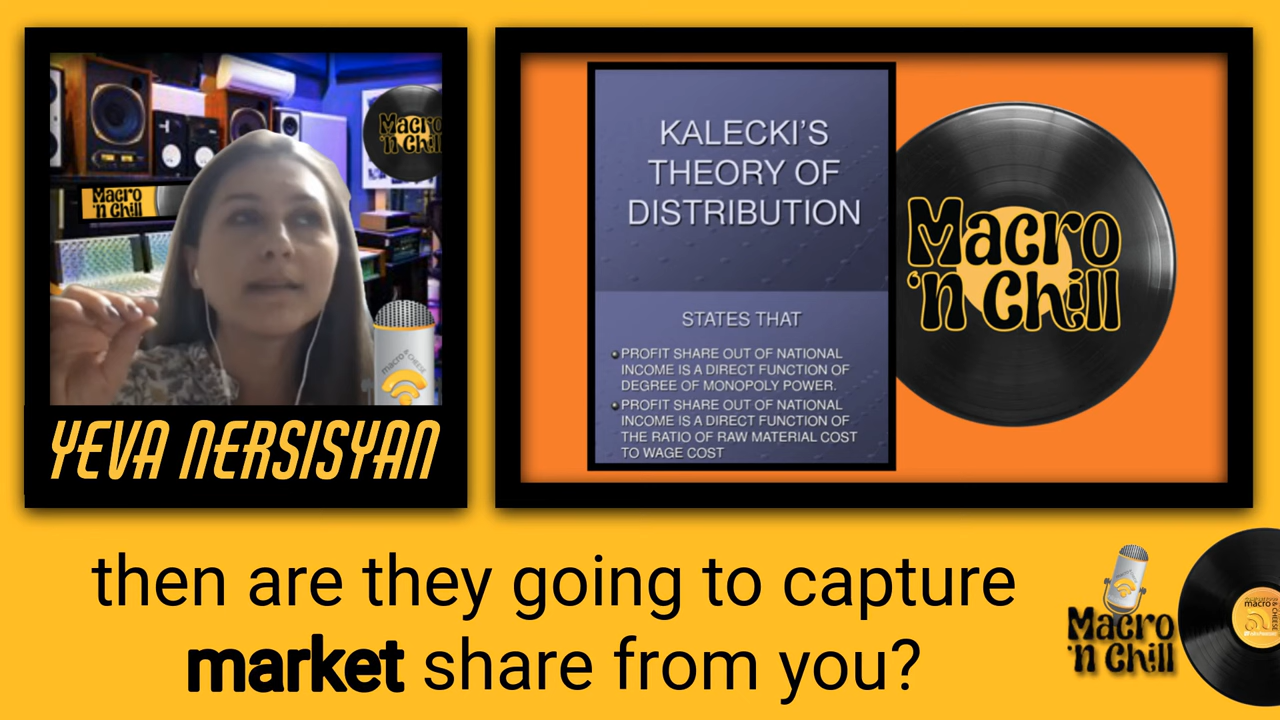 Macro
'N Chill
Macro
'N Chill
macro
CHEESE
YEVA NERSISYAN
KALECKI'S
THEORY OF
DISTRIBUTION
STATES THAT
PROFIT SHARE OUT OF NATIONAL
INCOME IS A DIRECT FUNCTION OF
DEGREE OF MONOPOLY POWER.
PROFIT SHARE OUT OF NATIONAL
INCOME IS A DIRECT FUNCTION OF
THE RATIO OF RAW MATERIAL COST
TO WAGE COST
Macro
'N Chill
then are they going to capture
market share from you?
Macro
'N Chill
macro